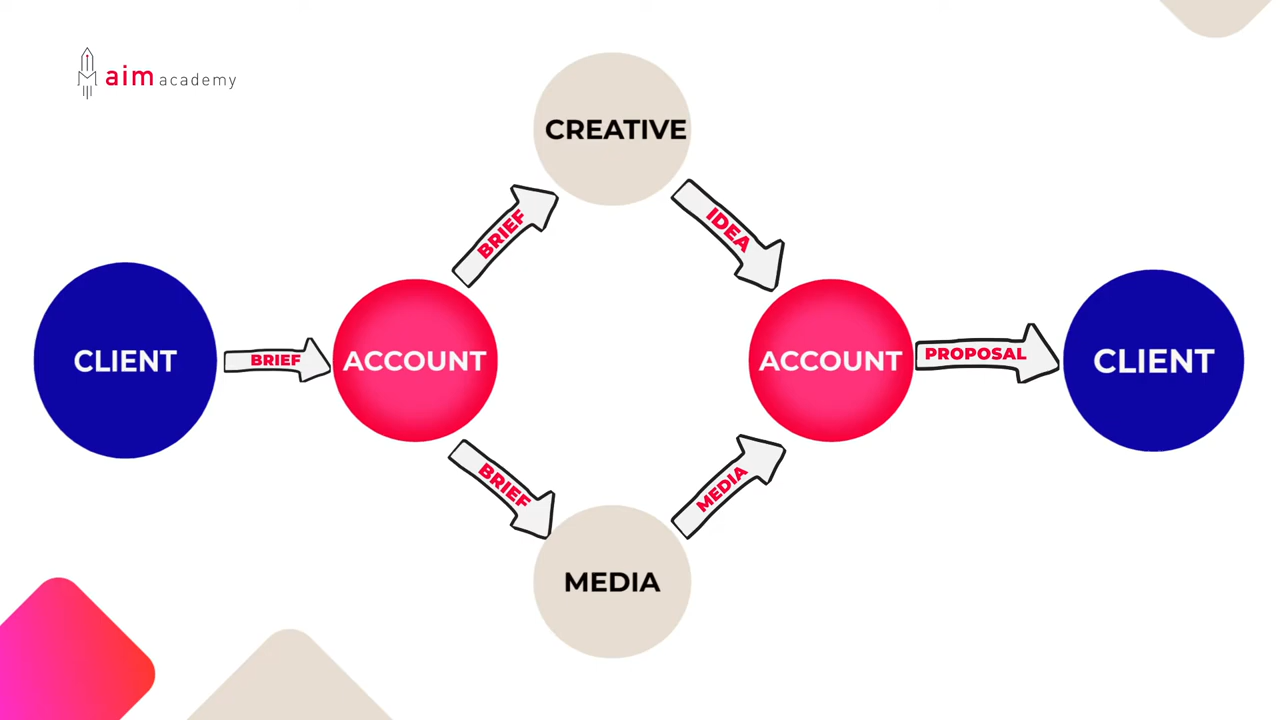 aim academy
CREATIVE
BRIEF
IDEA
CLIENT
BRIEF
ACCOUNT
ACCOUNT
PROPOSAL
CLIENT
BRIEF
MEDIA
MEDIA